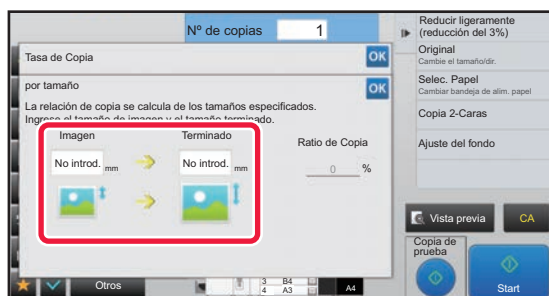 Nº de copias 1
Tasa de Copia OK
por tamaño OK
La relación de copia se calcula de los tamaños especificados.
Ingrese el tamaño de imagen y el tamaño terminado.
Imagen Terminado Ratio de Copia
No introd. mm No introd. mm 0 %
Otros
3 B4
4 A3
A4
Reducir ligeramente
(reducción del 3%)
Original
Cambie el tamaño/dir.
Selec. Papel
Cambiar bandeja de alim. papel
Copia 2-Caras
Ajuste del fondo
Vista previa CA
Copia de
prueba
Start